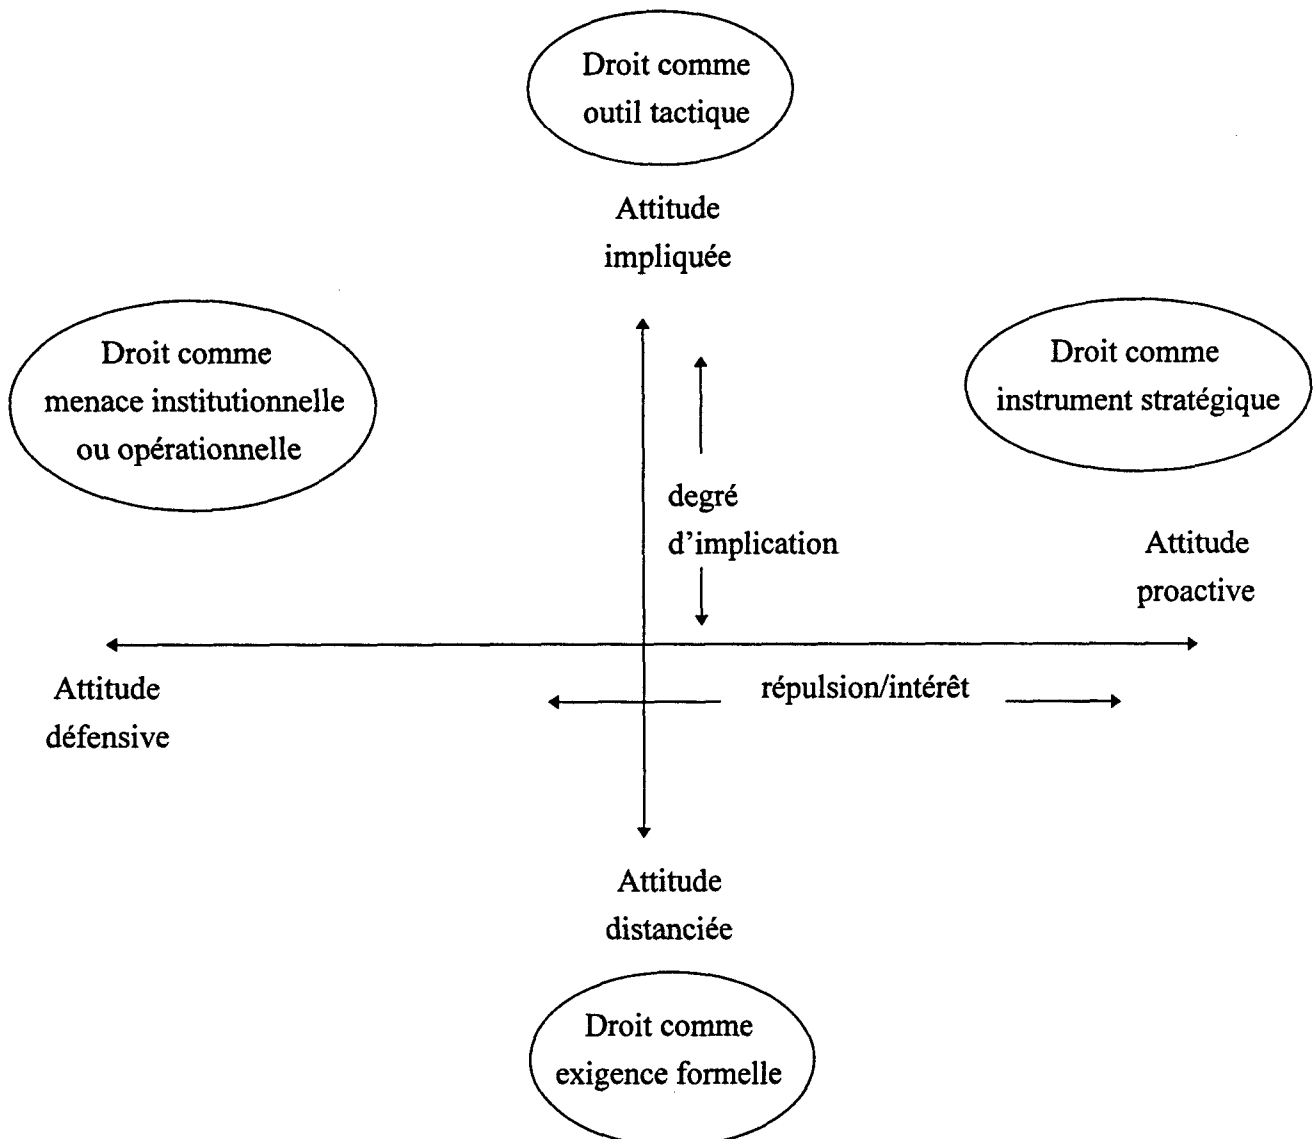 Droit comme
outil tactique
Attitude
impliquée
Droit comme
menace institutionnelle
ou opérationnelle
Droit comme
instrument stratégique
degré
d'implication
Attitude
proactive
Attitude
défensive
répulsion/intérêt
Attitude
distanciée
Droit comme
exigence formelle